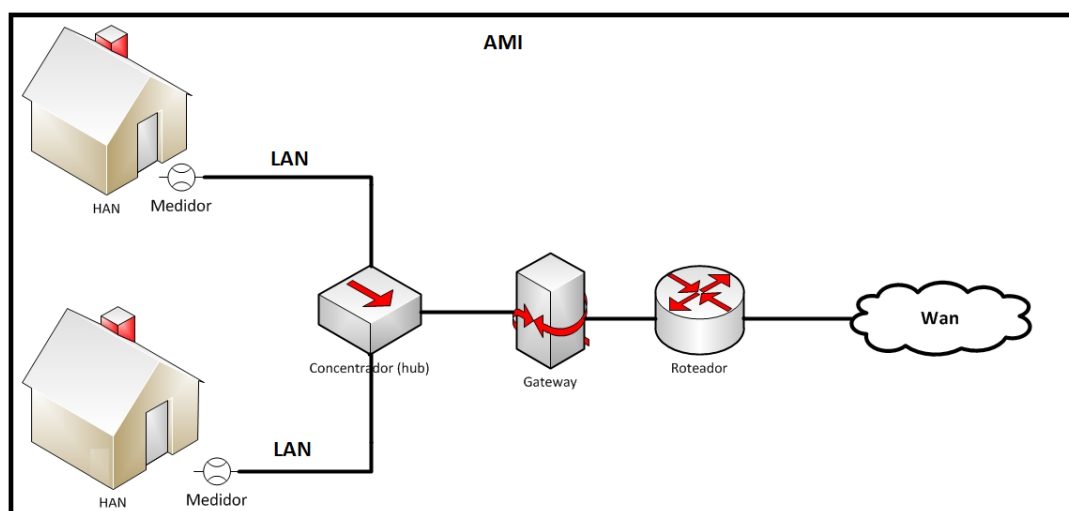 AMI
LAN
HAN
Medidor
Concentrador (hub)
Gateway
Roteador
Wan
LAN
HAN
Medidor